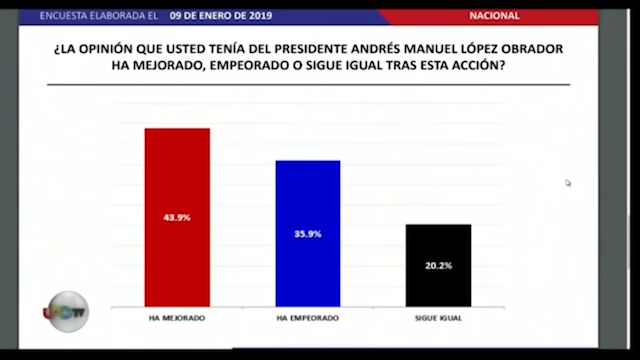 ENCUESTA ELABORADA EL 09 DE ENERO DE 2019 NACIONAL
¿LA OPINIÓN QUE USTED TENÍA DEL PRESIDENTE ANDRÉS MANUEL LÓPEZ OBRADOR
HA MEJORADO, EMPEORADO O SIGUE IGUAL TRAS ESTA ACCIÓN?
43.9%
35.9%
20.2%
HA MEJORADO HA EMPEORADO SIGUE IGUAL